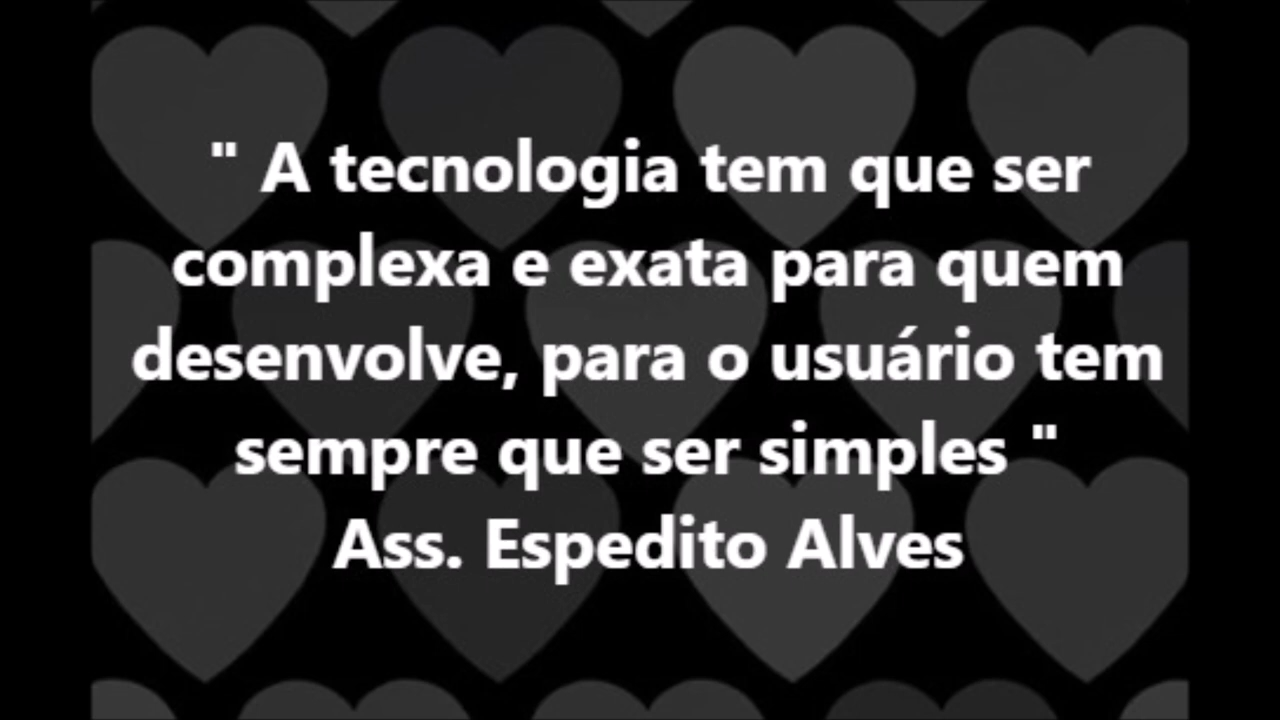 " A tecnologia tem que ser
complexa e exata para quem
desenvolve, para o usuário tem
sempre que ser simples "
Ass. Espedito Alves